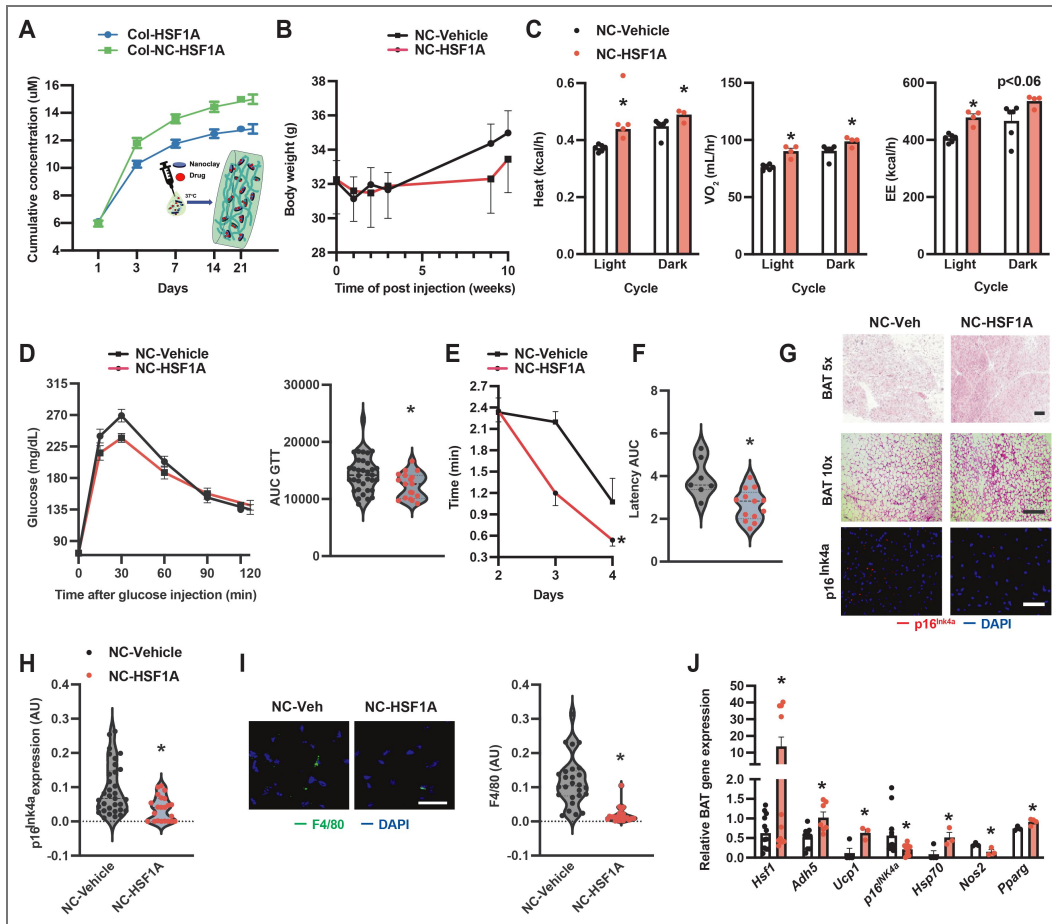 A
Col-HSF1A
Col-NC-HSF1A
Cumulative concentration (uM)
16
14
12
10
8
6
4
1
3
7
14
21
Days
Nanoclay
Drug
37°C
B
NC-Vehicle
NC-HSF1A
Body weight (g)
36
34
32
30
28
0
5
10
Time of post injection (weeks)
C
NC-Vehicle
NC-HSF1A
Heat (kcal/h)
0.6
0.4
0.2
0.0
*
*
Light
Dark
Cycle
VO2 (mL/hr)
150
100
50
0
*
*
Light
Dark
Cycle
EE (kcal/h)
600
400
200
0
*
p<0.06
Light
Dark
Cycle
D
NC-Vehicle
NC-HSF1A
Glucose (mg/dL)
315
270
225
180
135
90
0
30
60
90
120
Time after glucose injection (min)
AUC GTT
30000
20000
10000
0
*
E
NC-Vehicle
NC-HSF1A
Time (min)
2.7
2.4
2.1
1.8
1.5
1.2
0.9
0.6
0.3
2
3
4
*
Days
F
Latency AUC
8
6
4
2
0
*
G
NC-Veh
NC-HSF1A
BAT 5x
BAT 10x
p16Ink4a
p16Ink4a
DAPI
H
NC-Vehicle
NC-HSF1A
p16Ink4a expression (AU)
0.4
0.3
0.2
0.1
0.0
-0.1
*
NC-Vehicle
NC-HSF1A
I
NC-Veh
NC-HSF1A
F4/80
DAPI
F4/80 (AU)
0.4
0.3
0.2
0.1
0.0
-0.1
*
NC-Vehicle
NC-HSF1A
J
Relative BAT gene expression
50
40
30
20
10
2.0
1.5
1.0
0.5
0.0
*
*
*
*
*
*
*
Hsf1
Adh5
Ucp1
p16INK4a
Hsp70
Nos2
Pparg